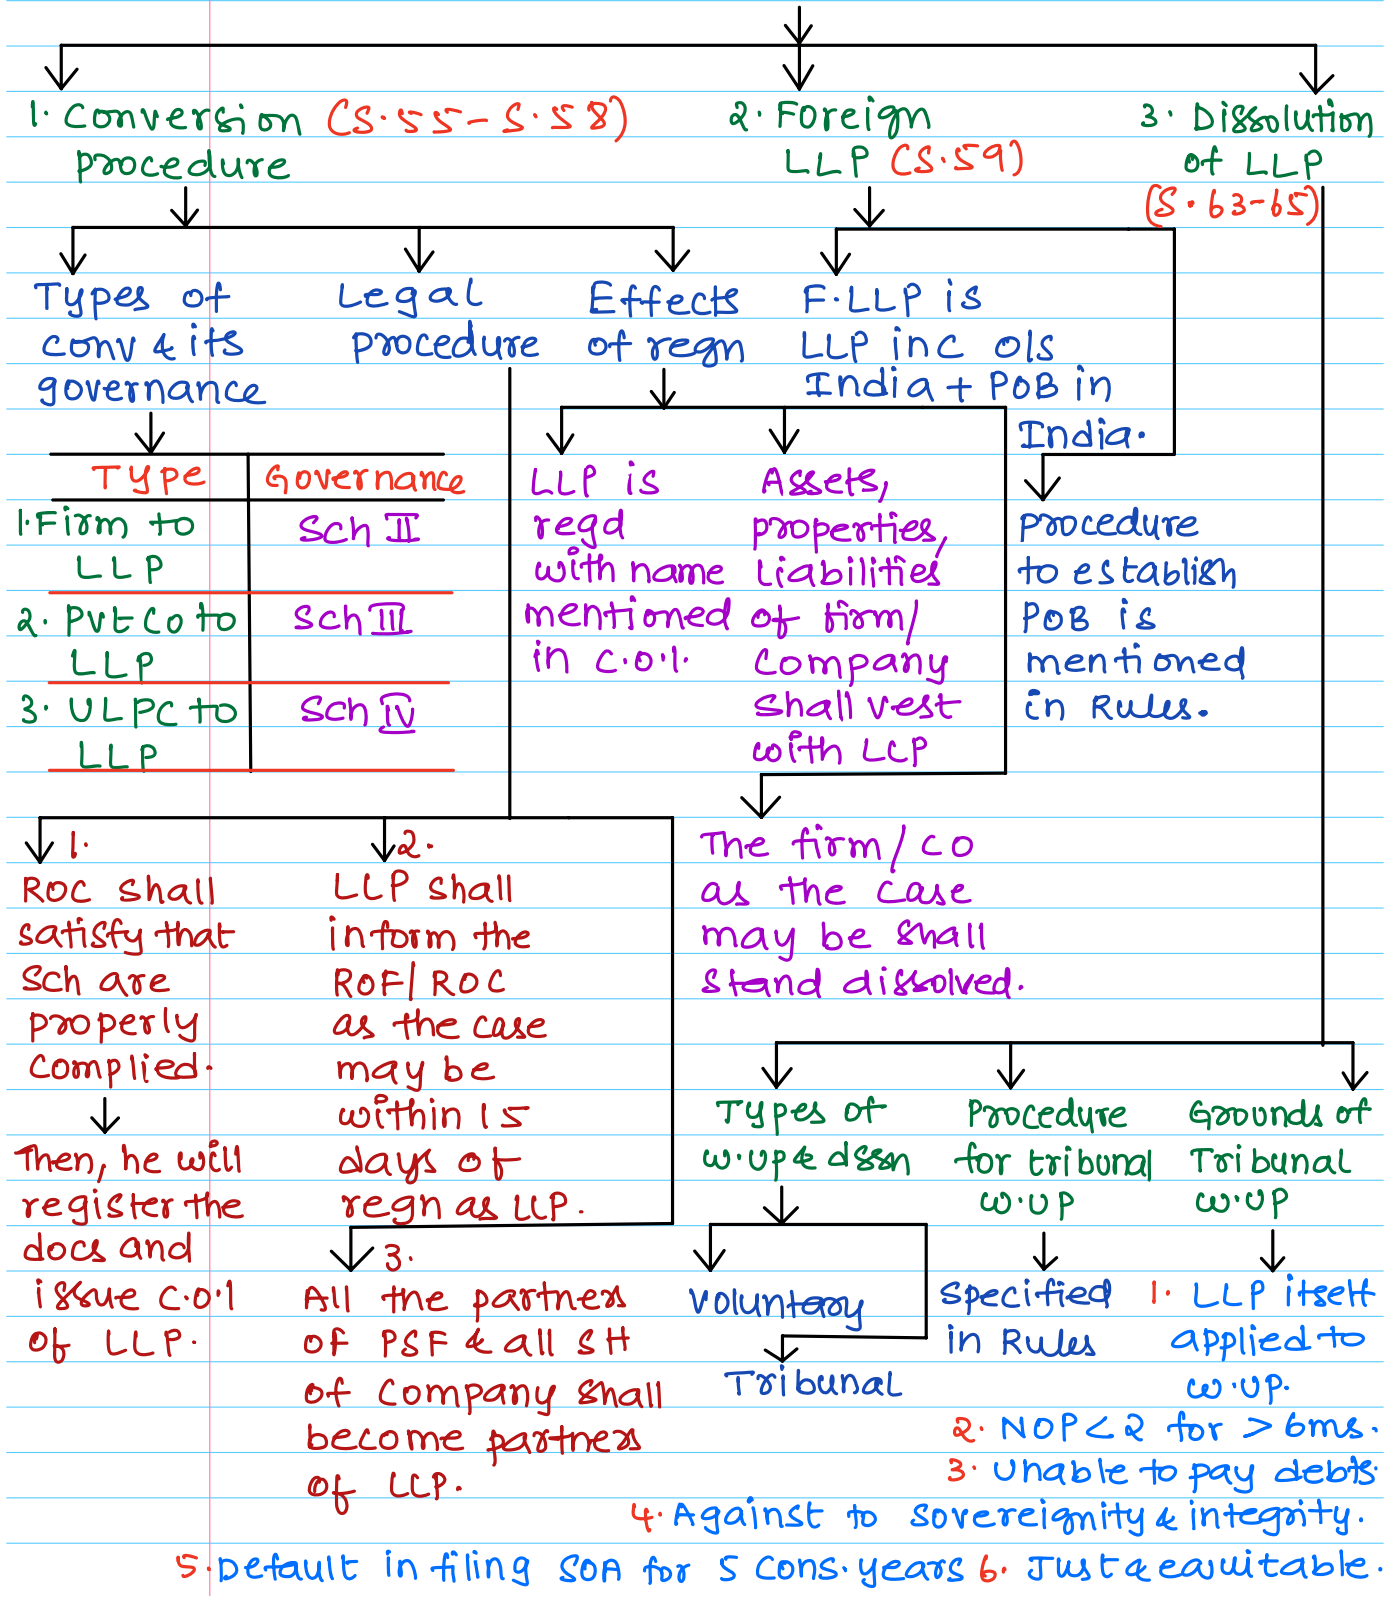 1. Conversion (S.55-S.58)
procedure
2. Foreign
LLP (S.59)
3. Dissolution
of LLP
(S.63-65)
Types of
conv & its
governance
Legal
procedure
Effects
of regn
F.LLP is
LLP inc o/s
India + POB in
India.
Type Governance
1. Firm to
LLP
Sch II
2. Pvt Co to
LLP
Sch III
3. ULPC to
LLP
Sch IV
LLP is
regd
with name
mentioned
in C.O.I.
Assets,
properties,
Liabilities
of firm/
Company
Shall vest
with LLP
procedure
to establish
POB is
mentioned
in Rules.
1.
ROC Shall
satisfy that
Sch are
properly
Complied.
Then, he will
register the
docs and
issue C.O.I
of LLP.
2.
LLP Shall
inform the
ROF/ROC
as the case
may be
within 15
days of
regn as LLP.
3.
All the partners
of PSF & all SH
of Company Shall
become partners
of LLP.
The firm/CO
as the case
may be shall
stand dissolved.
Types of
w.up & dssn
Voluntary
Tribunal
Procedure
for tribunal
w.up
Specified
in Rules
Grounds of
Tribunal
w.up
1. LLP itself
applied to
w.up.
2. NOP<2 for >6ms.
3. Unable to pay debts.
4. Against to sovereignity & integrity.
5. Default in filing SOA for 5 Cons. years 6. Just & eauitable.